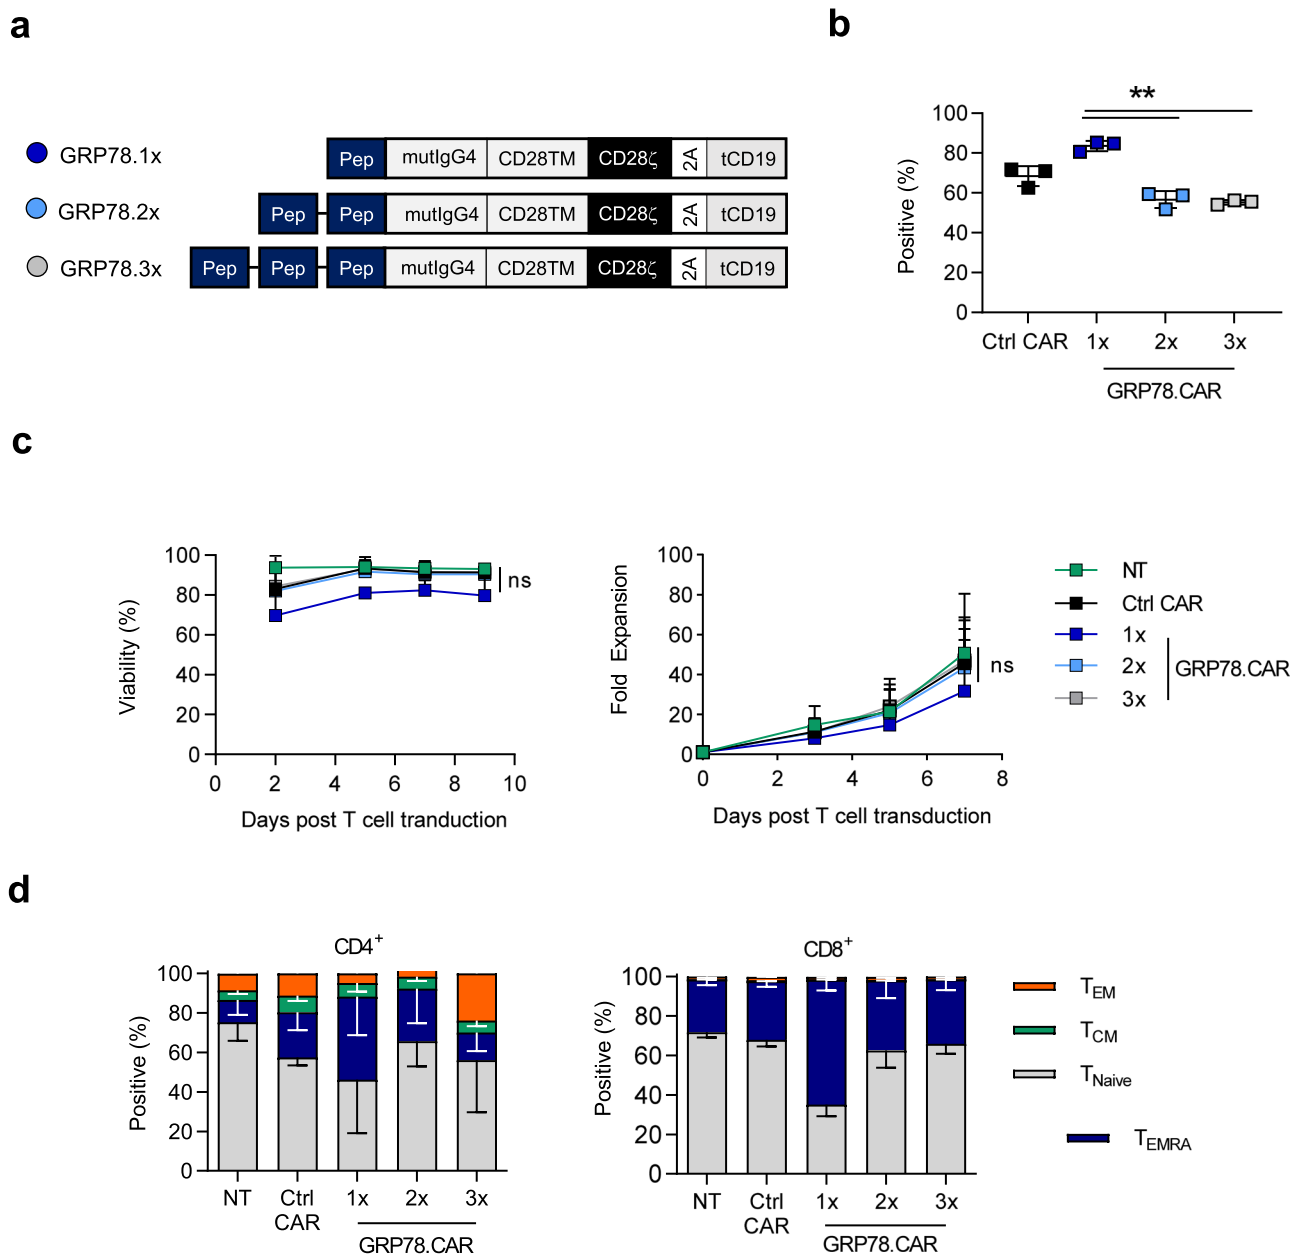 a
GRP78.1x
Pep mutIgG4 CD28TM CD28ζ 2A tCD19
GRP78.2x
Pep Pep mutIgG4 CD28TM CD28ζ 2A tCD19
GRP78.3x
Pep Pep Pep mutIgG4 CD28TM CD28ζ 2A tCD19
b
**
Positive (%)
100
80
60
40
20
0
Ctrl CAR 1x 2x 3x
GRP78.CAR
c
Viability (%)
100
80
60
40
20
0
0 2 4 6 8 10
Days post T cell tranduction
ns
Fold Expansion
100
80
60
40
20
0
0 2 4 6 8
Days post T cell transduction
ns
NT
Ctrl CAR
1x
2x
3x
GRP78.CAR
d
CD4+
Positive (%)
100
80
60
40
20
0
NT Ctrl CAR 1x 2x 3x
GRP78.CAR
CD8+
Positive (%)
100
80
60
40
20
0
NT Ctrl CAR 1x 2x 3x
GRP78.CAR
TEM
TCM
TNaive
TEMRA